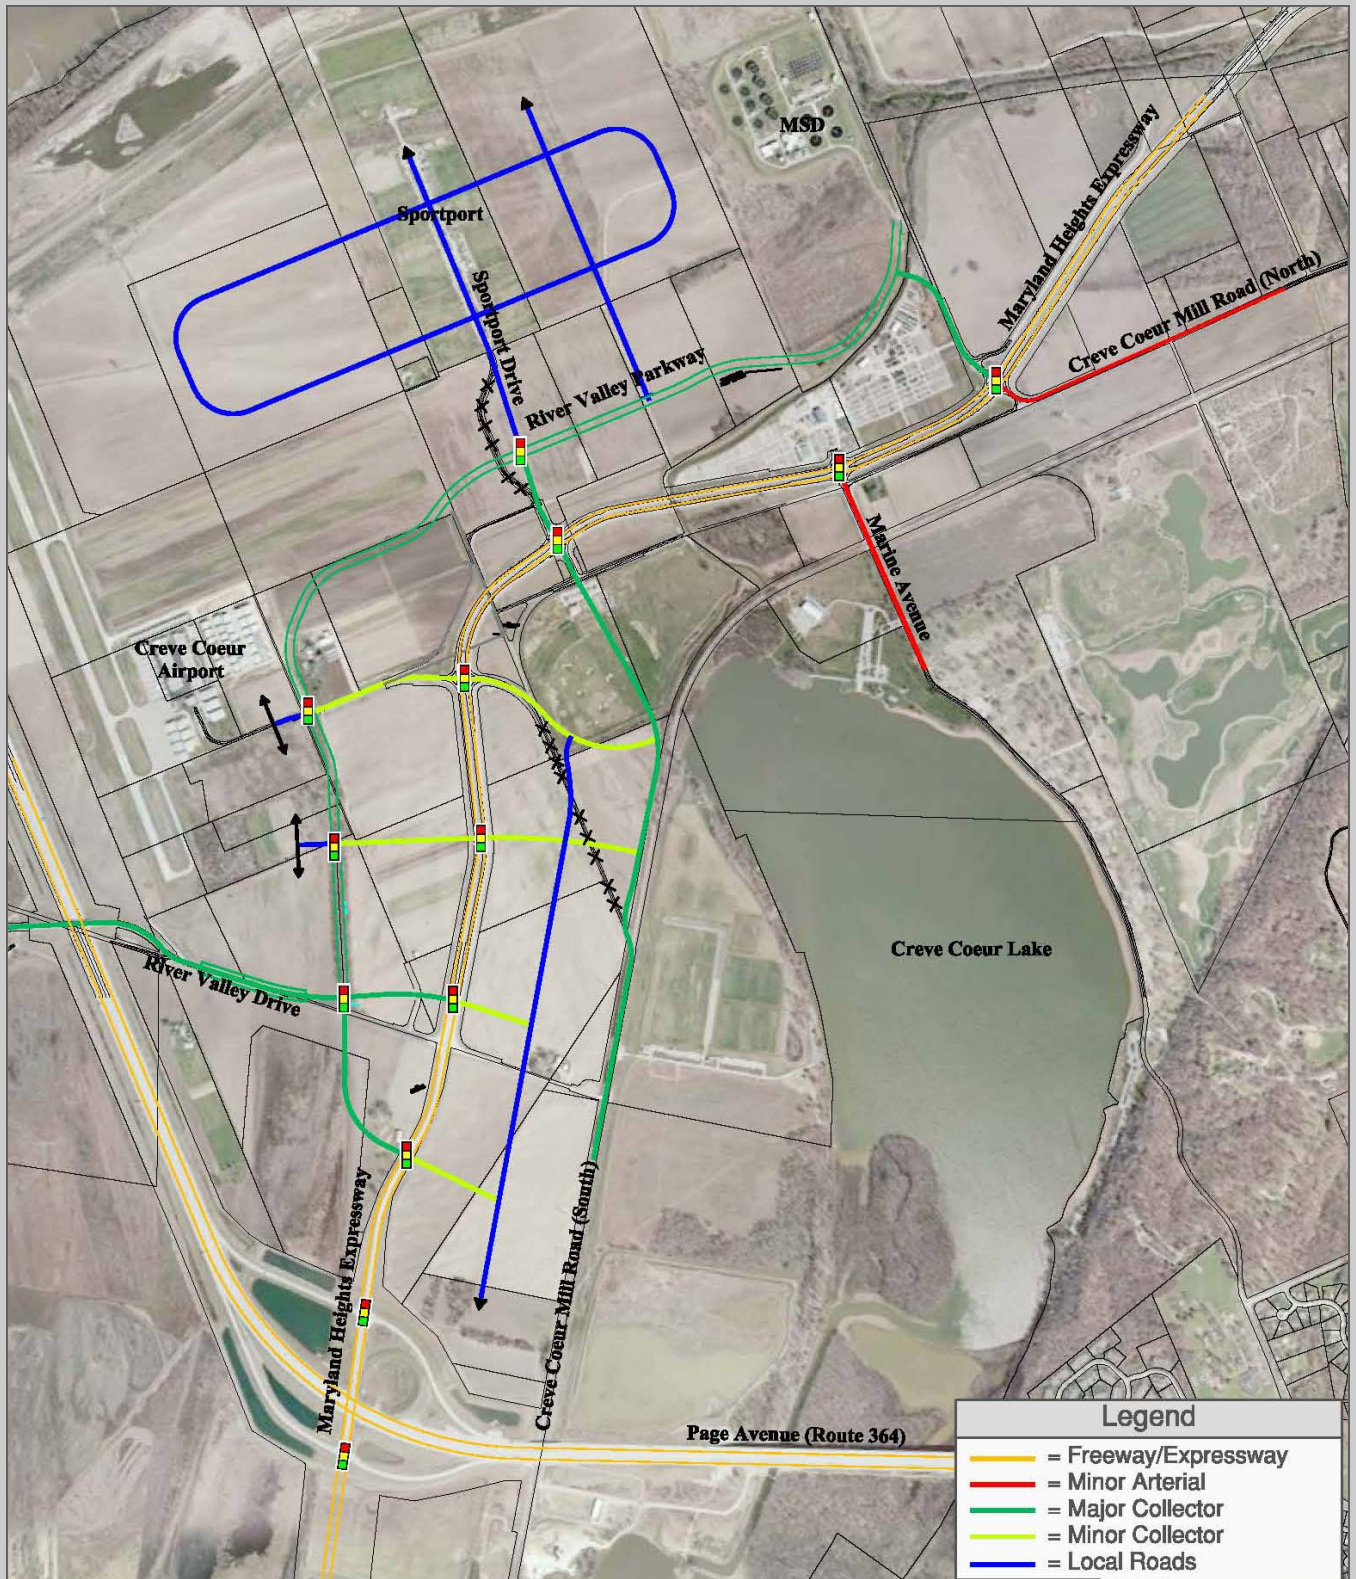 MSD
Maryland Heights Expressway
Sportport
Creve Coeur Mill Road (North)
Sportport Drive
River Valley Parkway
Marine Avenue
Creve Coeur
Airport
Creve Coeur Lake
River Valley Drive
Maryland Heights Expressway
Creve Coeur Mill Road (South)
Page Avenue (Route 364)
Legend
= Freeway/Expressway
= Minor Arterial
= Major Collector
= Minor Collector
= Local Roads